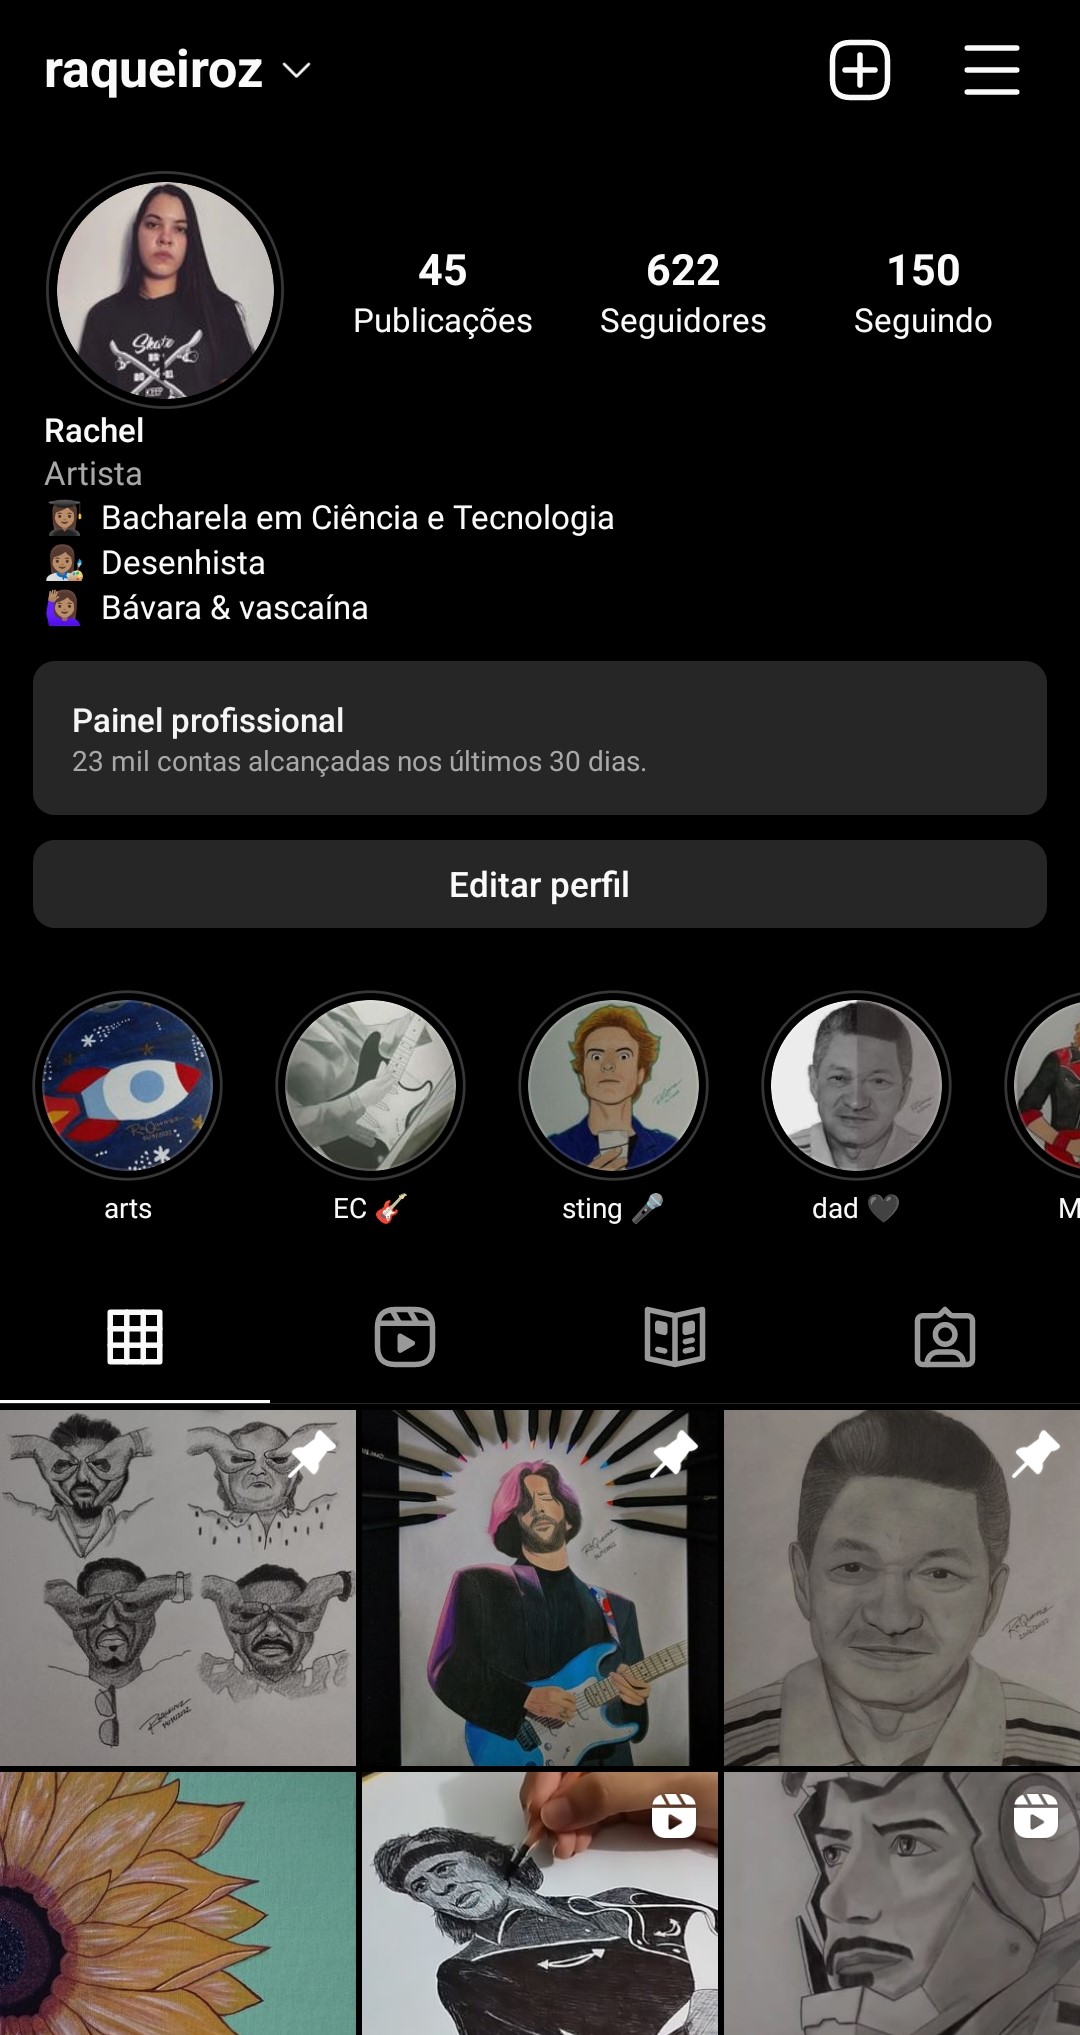 raqueiroz
45 622 150
Publicações Seguidores Seguindo
Skate
Rachel
Artista
👩🏽‍🎓 Bacharela em Ciência e Tecnologia
👩🏽‍🎨 Desenhista
🙋🏽‍♀️ Bávara & vascaína
Painel profissional
23 mil contas alcançadas nos últimos 30 dias.
Editar perfil
arts EC 🎸 sting 🎤 dad 🖤 M